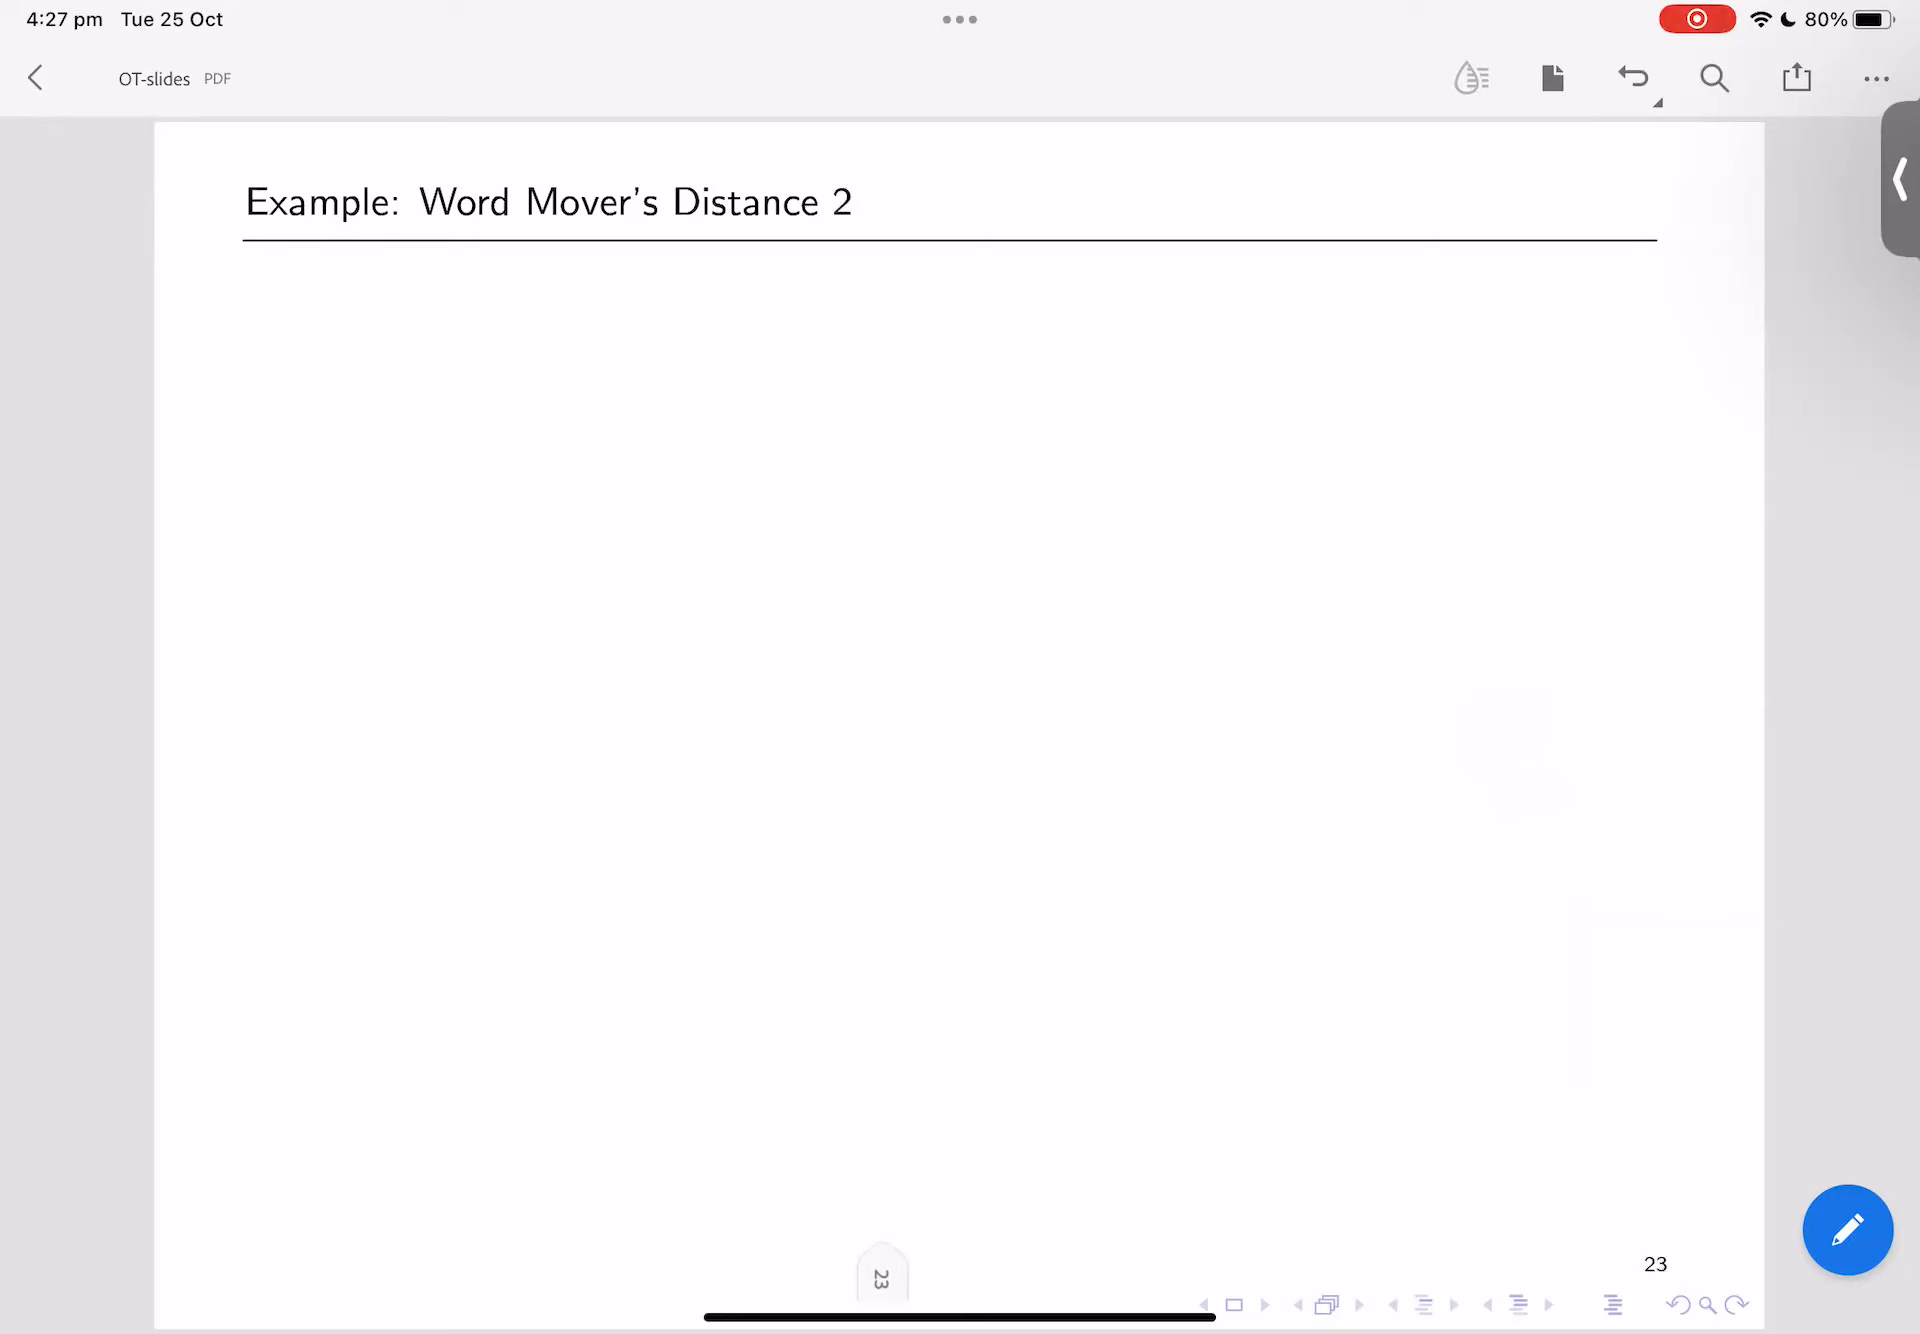 4:27 pm Tue 25 Oct
80%
OT-slides PDF
Example: Word Mover's Distance 2
23
23